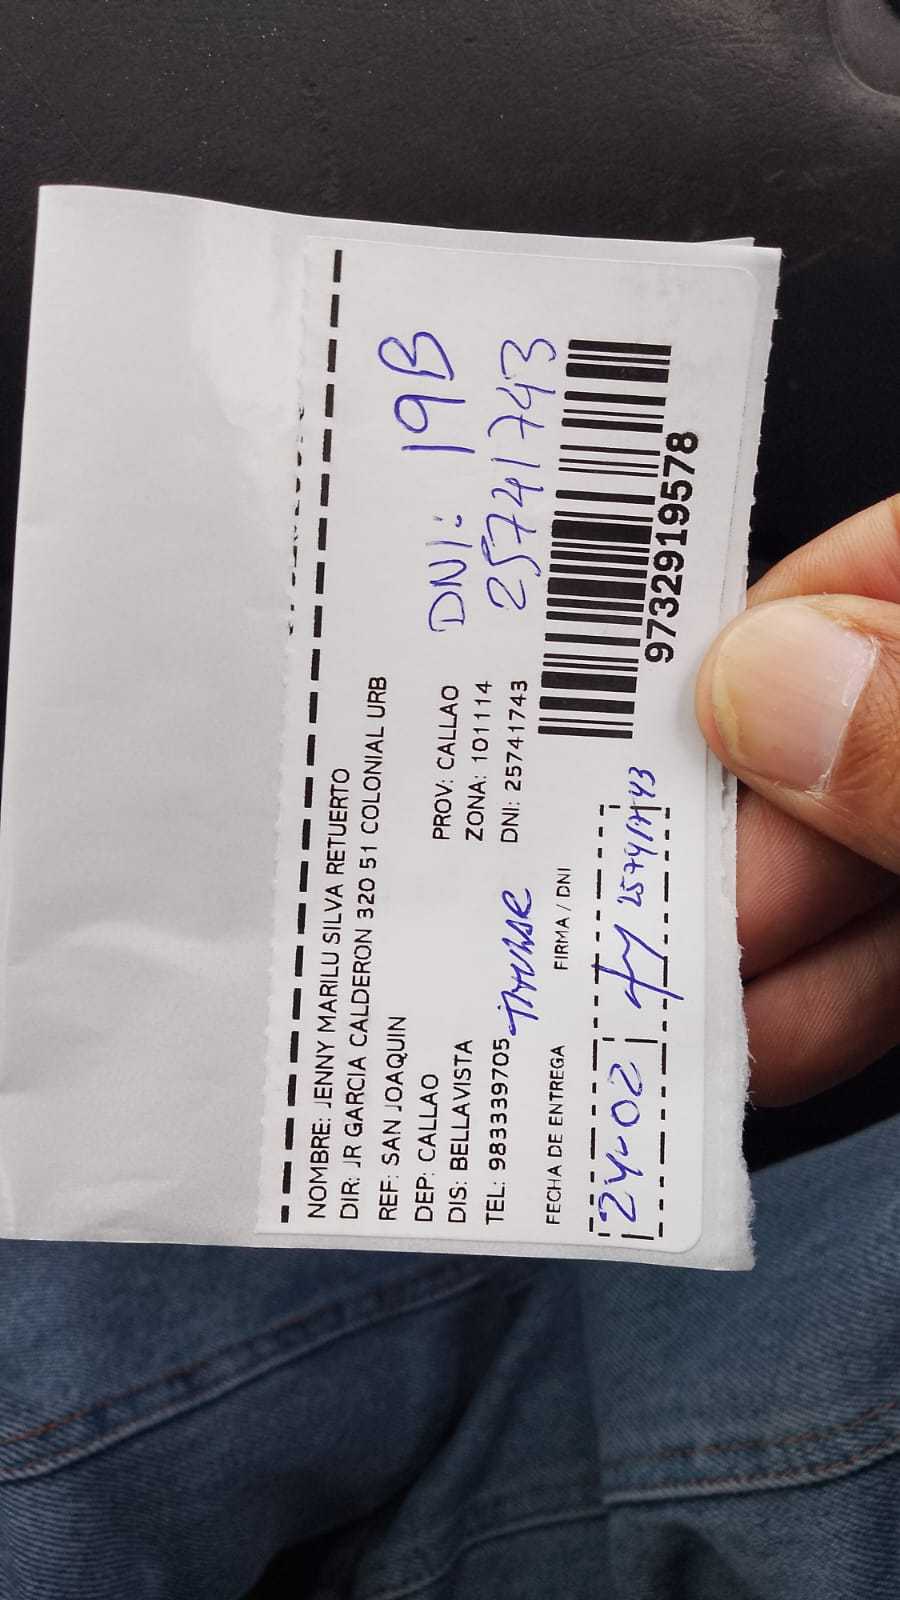 NOMBRE: JENNY MARILU SILVA RETUERTO
DIR: JR GARCIA CALDERON 320 51 COLONIAL URB
REF: SAN JOAQUIN
19B
DEP: CALLAO PROV: CALLAO DNI:
DIS: BELLAVISTA ZONA: 101114
TEL: 983339705 DNI: 25741743 25741743
FECHA DE ENTREGA FIRMA / DNI
24-02 25741743
9732919578